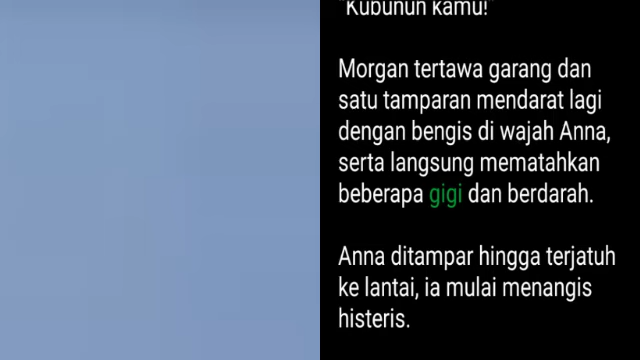 "Kubunuh kamu!"
Morgan tertawa garang dan
satu tamparan mendarat lagi
dengan bengis di wajah Anna,
serta langsung mematahkan
beberapa gigi dan berdarah.
Anna ditampar hingga terjatuh
ke lantai, ia mulai menangis
histeris.